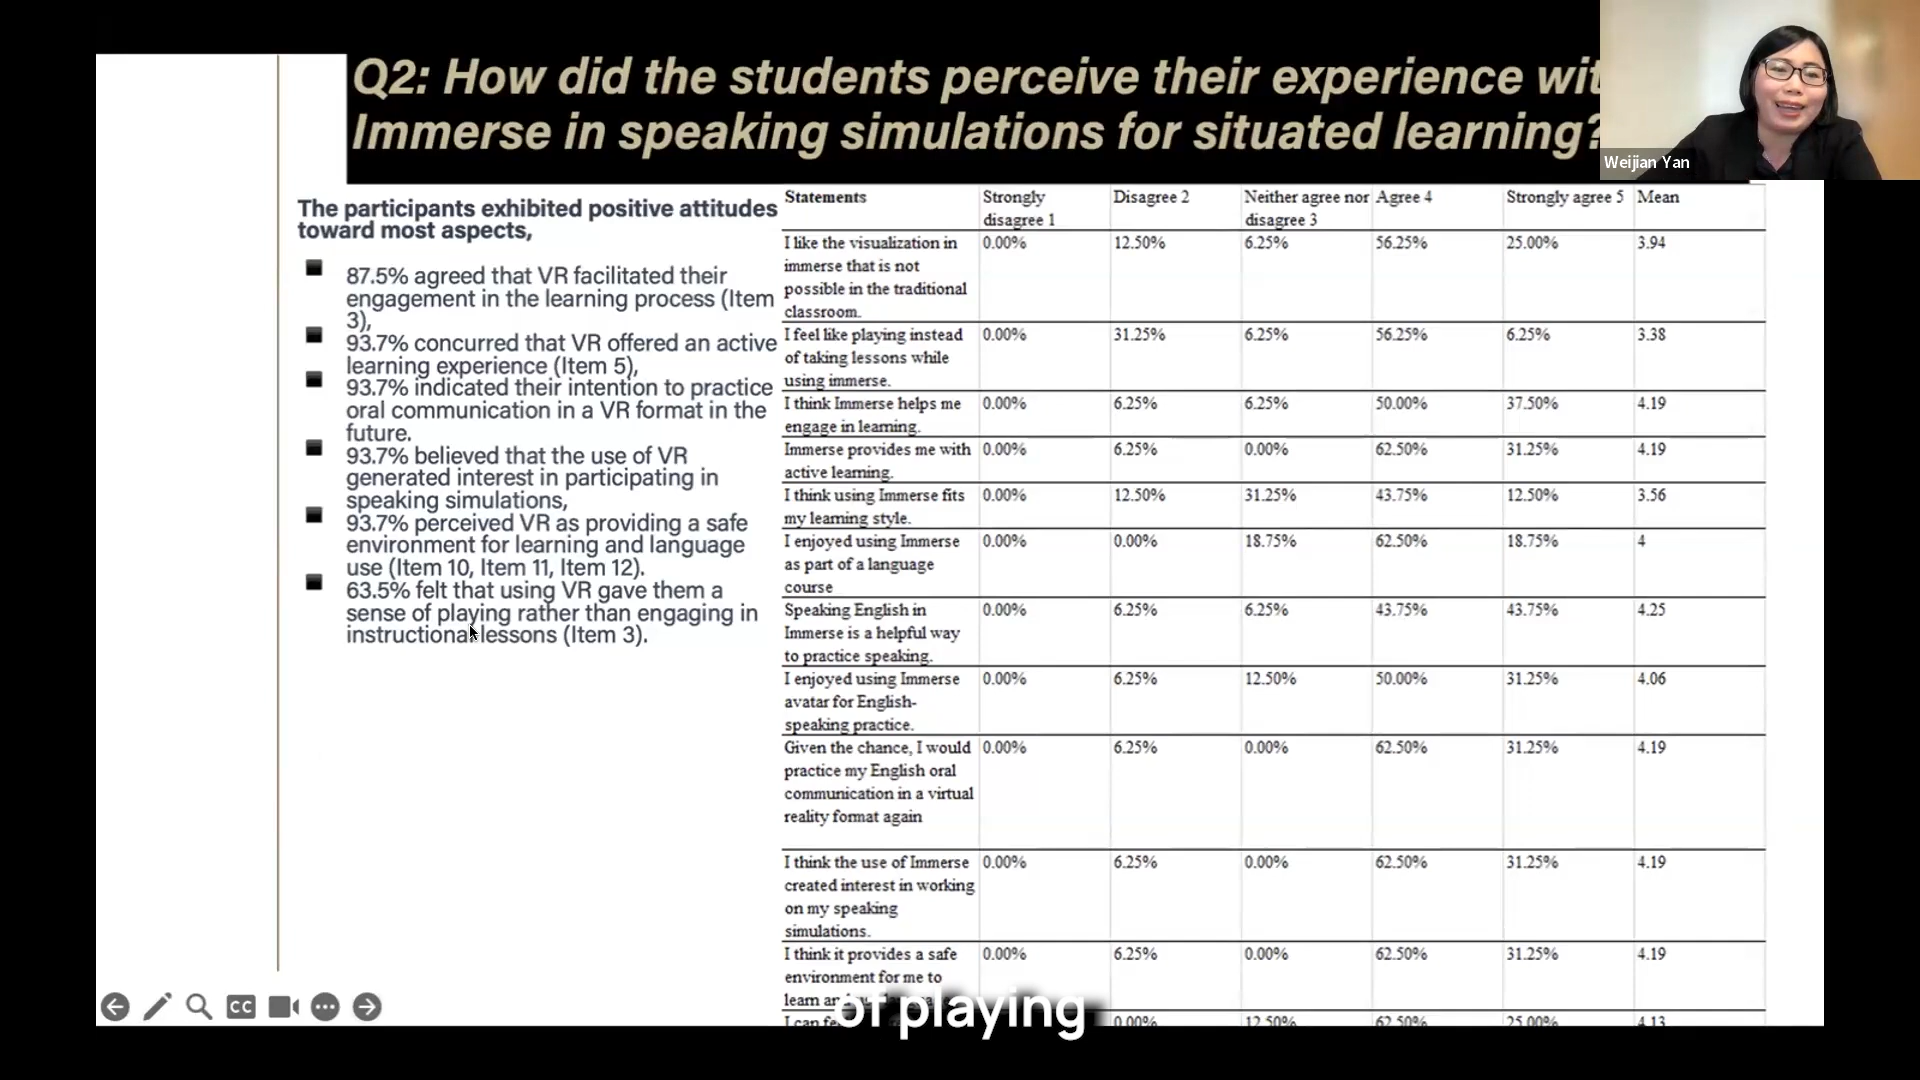 Q2: How did the students perceive their experience wit
Immerse in speaking simulations for situated learning?
Weijian Yan
The participants exhibited positive attitudes
toward most aspects,
87.5% agreed that VR facilitated their
engagement in the learning process (Item
3),
93.7% concurred that VR offered an active
learning experience (Item 5),
93.7% indicated their intention to practice
oral communication in a VR format in the
future.
93.7% believed that the use of VR
generated interest in participating in
speaking simulations,
93.7% perceived VR as providing a safe
environment for learning and language
use (Item 10, Item 11, Item 12).
63.5% felt that using VR gave them a
sense of playing rather than engaging in
instructional lessons (Item 3).
Statements Strongly Disagree 2 Neither agree nor Agree 4 Strongly agree 5 Mean
disagree 1 disagree 3
I like the visualization in 0.00% 12.50% 6.25% 56.25% 25.00% 3.94
immerse that is not
possible in the traditional
classroom.
I feel like playing instead 0.00% 31.25% 6.25% 56.25% 6.25% 3.38
of taking lessons while
using immerse.
I think Immerse helps me 0.00% 6.25% 6.25% 50.00% 37.50% 4.19
engage in learning.
Immerse provides me with 0.00% 6.25% 0.00% 62.50% 31.25% 4.19
active learning.
I think using Immerse fits 0.00% 12.50% 31.25% 43.75% 12.50% 3.56
my learning style.
I enjoyed using Immerse 0.00% 0.00% 18.75% 62.50% 18.75% 4
as part of a language
course
Speaking English in 0.00% 6.25% 6.25% 43.75% 43.75% 4.25
Immerse is a helpful way
to practice speaking.
I enjoyed using Immerse 0.00% 6.25% 12.50% 50.00% 31.25% 4.06
avatar for English-
speaking practice.
Given the chance, I would 0.00% 6.25% 0.00% 62.50% 31.25% 4.19
practice my English oral
communication in a virtual
reality format again
I think the use of Immerse 0.00% 6.25% 0.00% 62.50% 31.25% 4.19
created interest in working
on my speaking
simulations.
I think it provides a safe 0.00% 6.25% 0.00% 62.50% 31.25% 4.19
environment for me to
learn
I can 0.00% 12.50% 62.50% 25.00% 4.13
CC
of playing